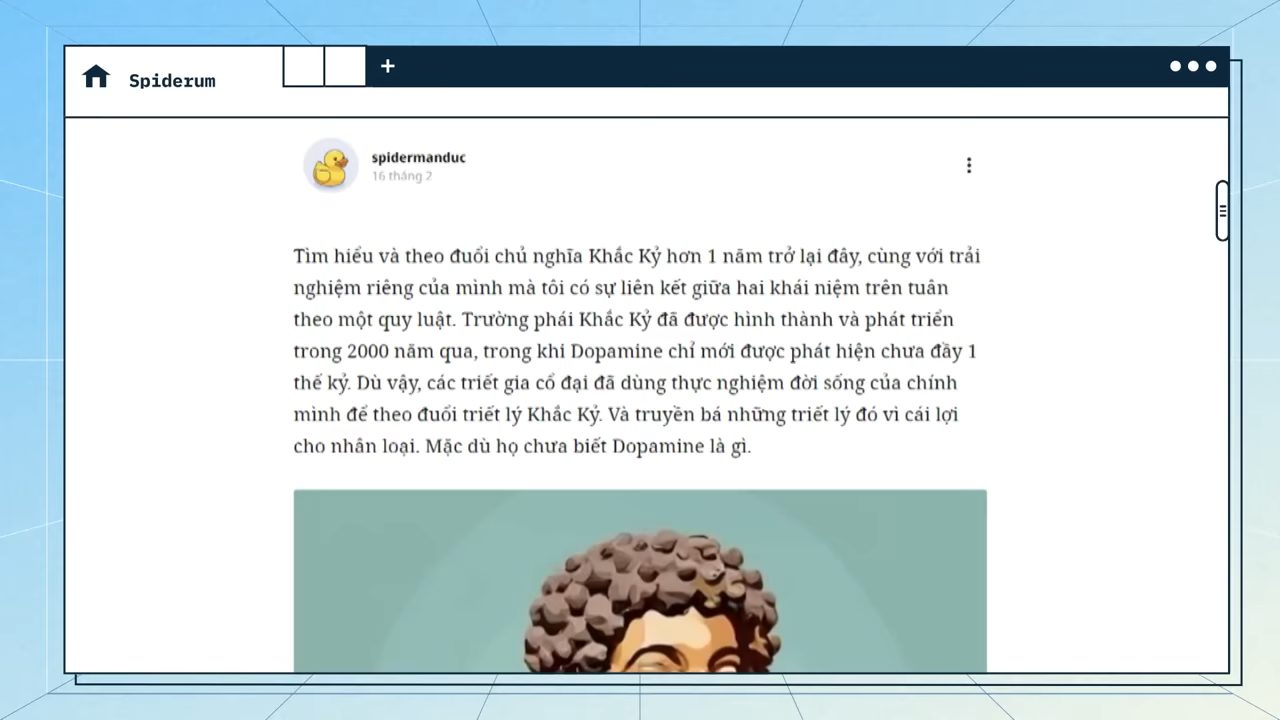 Spiderum
spidermanduc
16 tháng 2
Tìm hiểu và theo đuổi chủ nghĩa Khắc Kỷ hơn 1 năm trở lại đây, cùng với trải
nghiệm riêng của mình mà tôi có sự liên kết giữa hai khái niệm trên tuân
theo một quy luật. Trường phái Khắc Kỷ đã được hình thành và phát triển
trong 2000 năm qua, trong khi Dopamine chỉ mới được phát hiện chưa đầy 1
thế kỷ. Dù vậy, các triết gia cổ đại đã dùng thực nghiệm đời sống của chính
mình để theo đuổi triết lý Khắc Kỷ. Và truyền bá những triết lý đó vì cái lợi
cho nhân loại. Mặc dù họ chưa biết Dopamine là gì.